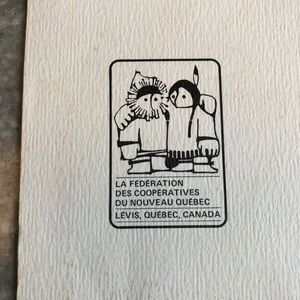 LA FÉDÉRATION
DES COOPÉRATIVES
DU NOUVEAU QUÉBEC
LÉVIS, QUÉBEC, CANADA